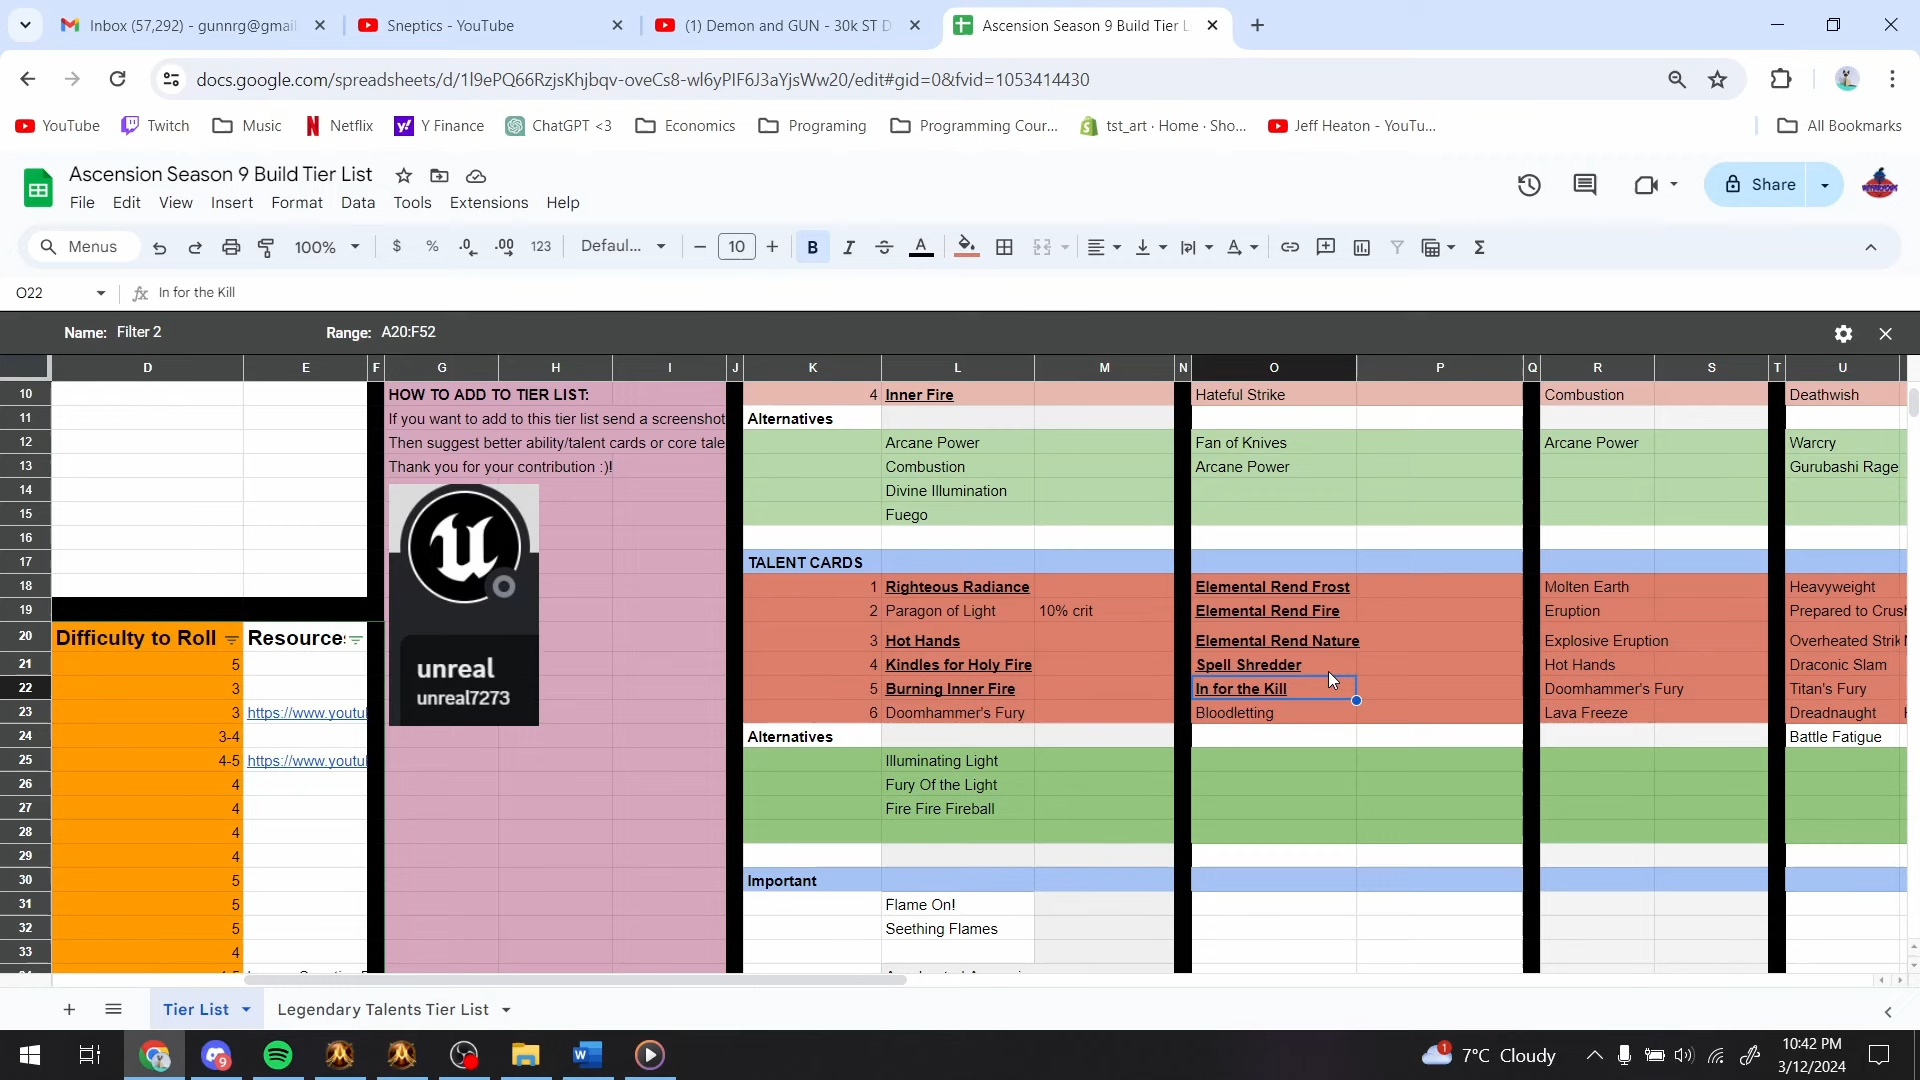 Inbox (57,292) - gunnrg@gmai
Sneptics - YouTube
(1) Demon and GUN - 30k ST D
Ascension Season 9 Build Tier L
docs.google.com/spreadsheets/d/1l9ePQ66RzjsKhjbqv-oveCs8-wl6yPIF6J3aYjsWw20/edit#gid=0&fvid=1053414430
YouTube
Twitch
Music
Netflix
Y Finance
ChatGPT <3
Economics
Programing
Programming Cour...
tst_art · Home · Sho...
Jeff Heaton - YouTu...
All Bookmarks
Ascension Season 9 Build Tier List
File Edit View Insert Format Data Tools Extensions Help
Share
Menus
100%
$ % .0 .00 123
Defaul...
10
B
O22
In for the Kill
Name: Filter 2
Range: A20:F52
D E F G H I J K L M N O P Q R S T U
10 HOW TO ADD TO TIER LIST: 4 Inner Fire Hateful Strike Combustion Deathwish
11 If you want to add to this tier list send a screenshot Alternatives
12 Then suggest better ability/talent cards or core tale Arcane Power Fan of Knives Arcane Power Warcry
13 Thank you for your contribution :)! Combustion Arcane Power Gurubashi Rage
14 Divine Illumination
15 Fuego
16
17 TALENT CARDS
18 1 Righteous Radiance Elemental Rend Frost Molten Earth Heavyweight
19 2 Paragon of Light 10% crit Elemental Rend Fire Eruption Prepared to Crus
20 Difficulty to Roll Resource 3 Hot Hands Elemental Rend Nature Explosive Eruption Overheated Strik
21 5 unreal 4 Kindles for Holy Fire Spell Shredder Hot Hands Draconic Slam
22 3 unreal7273 5 Burning Inner Fire In for the Kill Doomhammer's Fury Titan's Fury
23 3 https://www.youtu 6 Doomhammer's Fury Bloodletting Lava Freeze Dreadnaught
24 3-4 Alternatives Battle Fatigue
25 4-5 https://www.youtu Illuminating Light
26 4 Fury Of the Light
27 4 Fire Fire Fireball
28 4
29 4
30 5 Important
31 5 Flame On!
32 5 Seething Flames
33 4
Tier List
Legendary Talents Tier List
9
1
7°C Cloudy
10:42 PM
3/12/2024